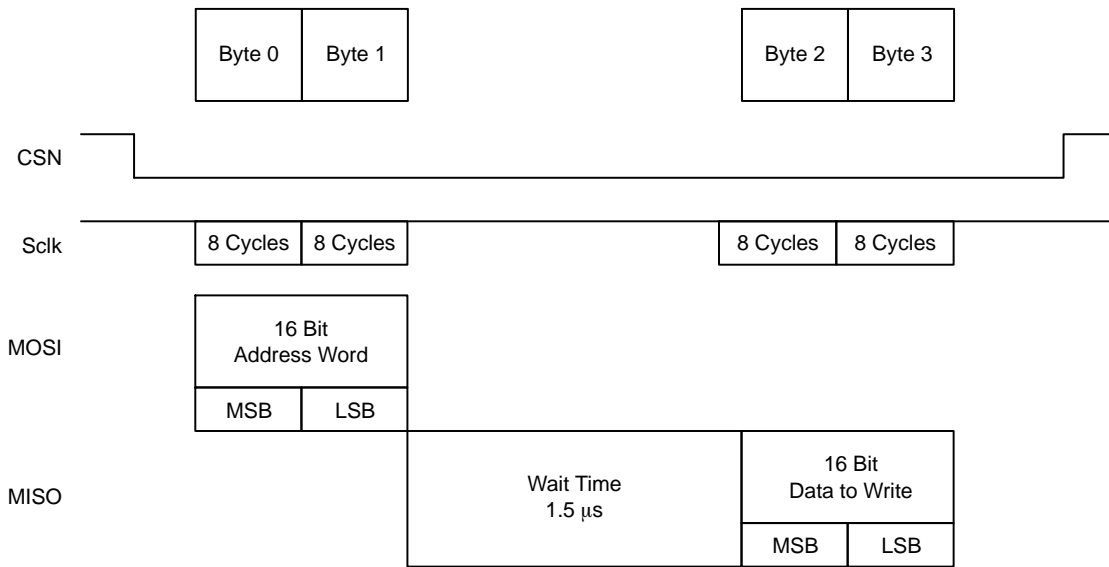 Byte 0 Byte 1 Byte 2 Byte 3
CSN
Sclk 8 Cycles 8 Cycles 8 Cycles 8 Cycles
MOSI
16 Bit
Address Word
MSB LSB
MISO
Wait Time
1.5 μs
16 Bit
Data to Write
MSB LSB